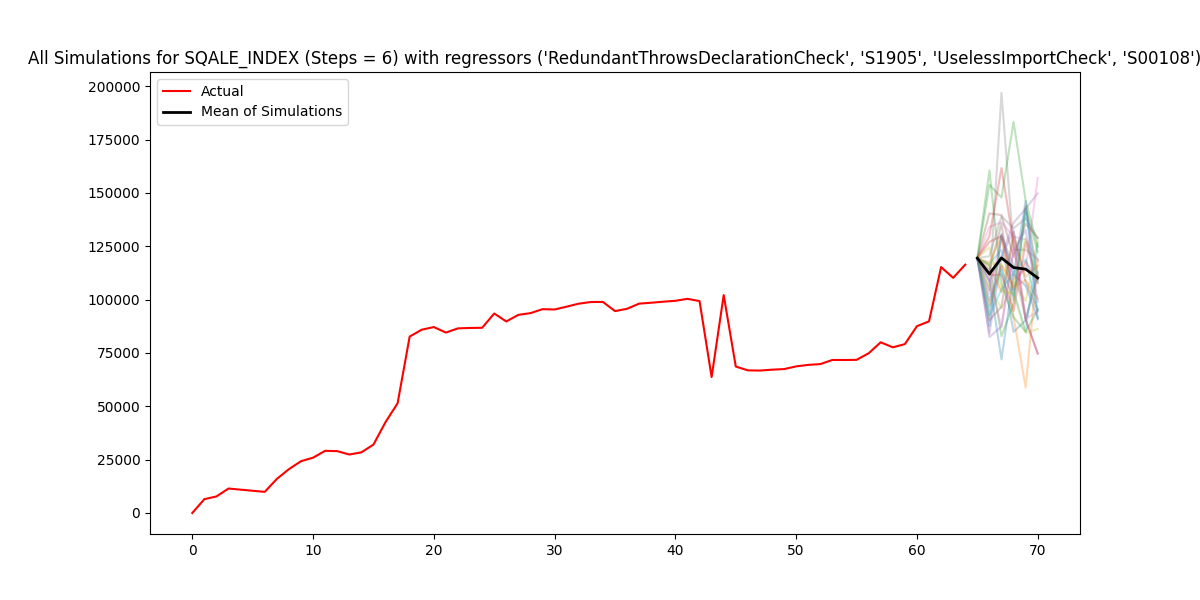 All Simulations for SQALE_INDEX (Steps = 6) with regressors ('RedundantThrowsDeclarationCheck', 'S1905', 'UselessImportCheck', 'S00108')
Actual
Mean of Simulations
200000
175000
150000
125000
100000
75000
50000
25000
0
0 10 20 30 40 50 60 70